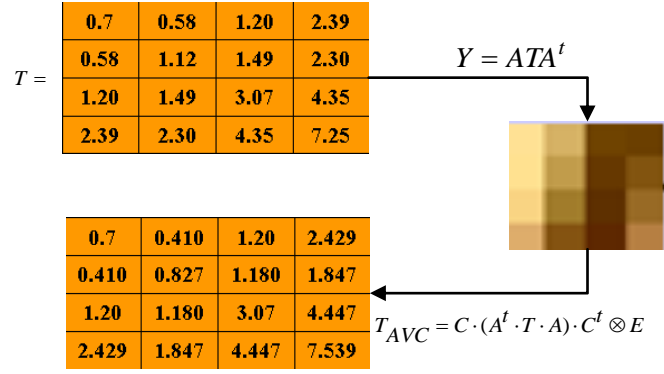 T =
0.7 0.58 1.20 2.39
0.58 1.12 1.49 2.30
1.20 1.49 3.07 4.35
2.39 2.30 4.35 7.25
Y = ATAᵗ
0.7 0.410 1.20 2.429
0.410 0.827 1.180 1.847
1.20 1.180 3.07 4.447
2.429 1.847 4.447 7.539
T_AVC = C · (Aᵗ · T · A) · Cᵗ ⊗ E